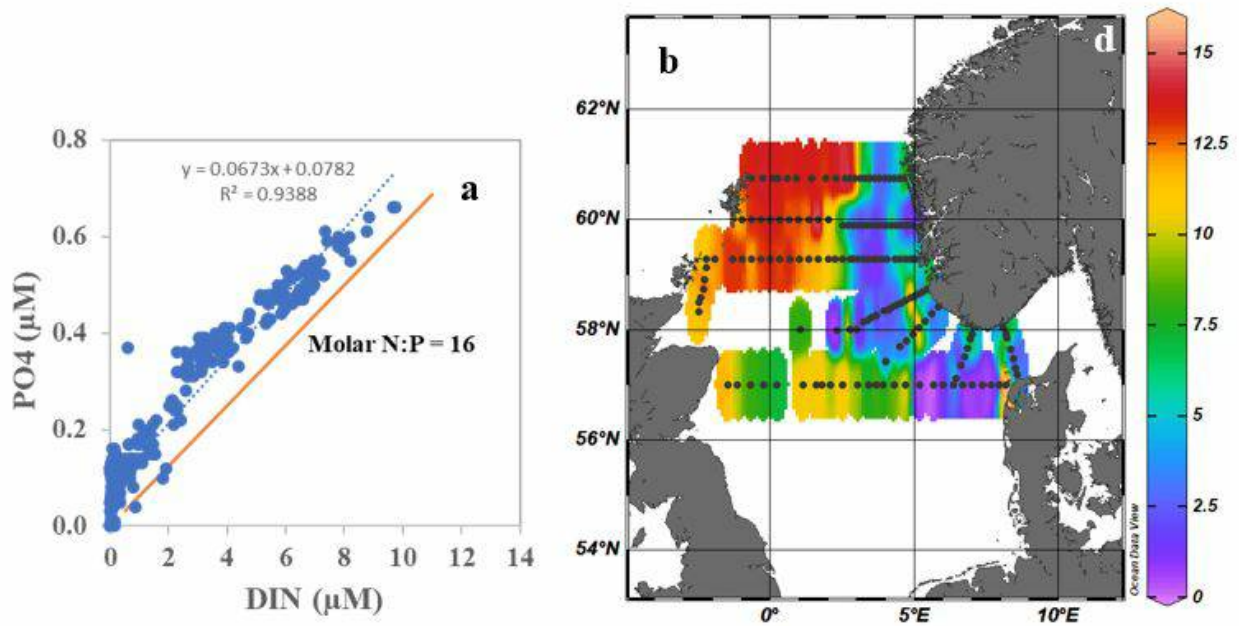 0.8
0.6
0.4
0.2
0.0
PO4 (µM)
y = 0.0673x + 0.0782
R² = 0.9388
a
Molar N:P = 16
0 2 4 6 8 10 12 14
DIN (µM)
b
d
62°N
60°N
58°N
56°N
54°N
0°E 5°E 10°E
Ocean Data View
15
12.5
10
7.5
5
2.5
0